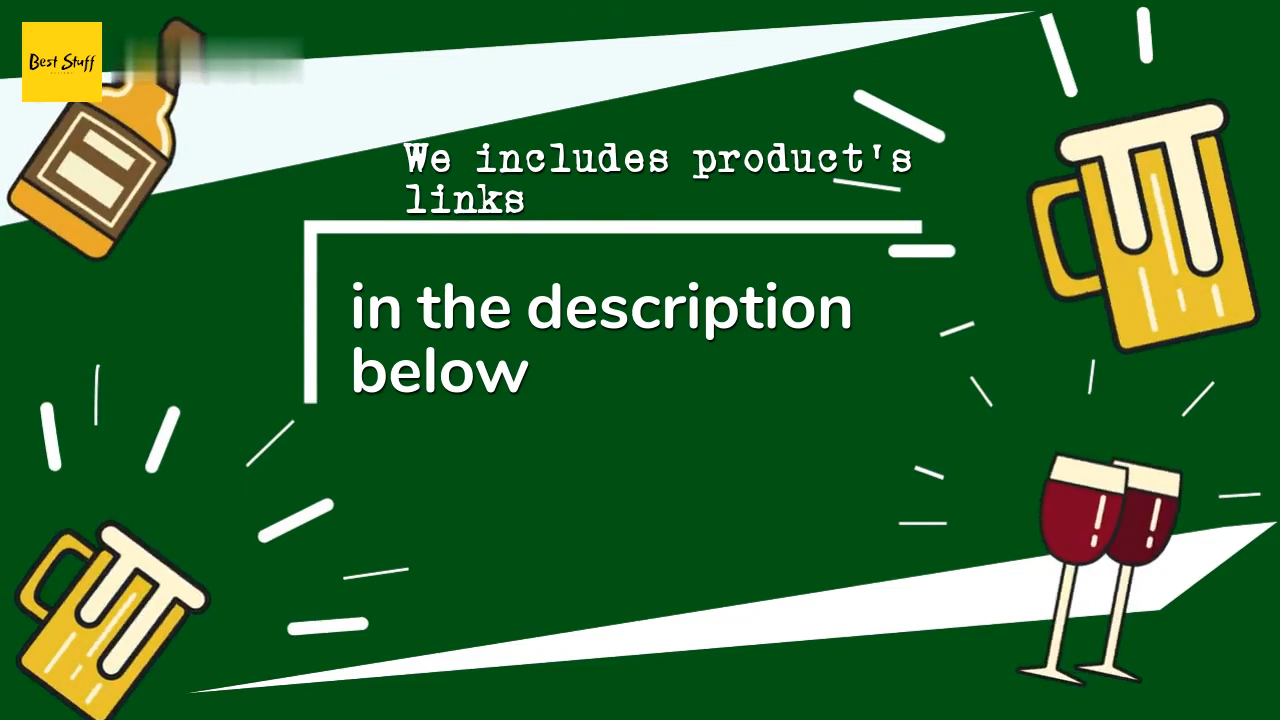 Best Stuff
We includes product's
links
in the description
below